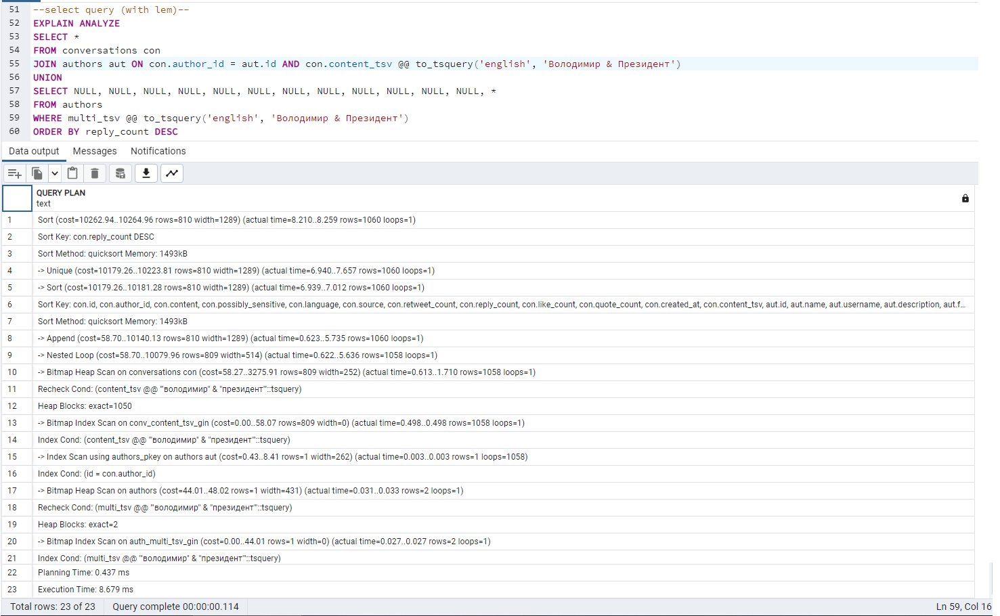 51 --select query (with lem)--
52 EXPLAIN ANALYZE
53 SELECT *
54 FROM conversations con
55 JOIN authors aut ON con.author_id = aut.id AND con.content_tsv @@ to_tsquery('english', 'Володимир & Президент')
56 UNION
57 SELECT NULL, NULL, NULL, NULL, NULL, NULL, NULL, NULL, NULL, NULL, NULL, NULL, *
58 FROM authors
59 WHERE multi_tsv @@ to_tsquery('english', 'Володимир & Президент')
60 ORDER BY reply_count DESC
Data output Messages Notifications
QUERY PLAN
text
1 Sort (cost=10262.94..10264.96 rows=810 width=1289) (actual time=8.210..8.259 rows=1060 loops=1)
2 Sort Key: con.reply_count DESC
3 Sort Method: quicksort Memory: 1493kB
4 -> Unique (cost=10179.26..10223.81 rows=810 width=1289) (actual time=6.940..7.657 rows=1060 loops=1)
5 -> Sort (cost=10179.26..10181.28 rows=810 width=1289) (actual time=6.939..7.012 rows=1060 loops=1)
6 Sort Key: con.id, con.author_id, con.content, con.possibly_sensitive, con.language, con.source, con.retweet_count, con.reply_count, con.like_count, con.quote_count, con.created_at, con.content_tsv, aut.id, aut.name, aut.username, aut.description, aut.f...
7 Sort Method: quicksort Memory: 1493kB
8 -> Append (cost=58.70..10140.13 rows=810 width=1289) (actual time=0.623..5.735 rows=1060 loops=1)
9 -> Nested Loop (cost=58.70..10079.96 rows=809 width=514) (actual time=0.622..5.636 rows=1058 loops=1)
10 -> Bitmap Heap Scan on conversations con (cost=58.27..3275.91 rows=809 width=252) (actual time=0.613..1.710 rows=1058 loops=1)
11 Recheck Cond: (content_tsv @@ '''володимир'' & ''президент'''::tsquery)
12 Heap Blocks: exact=1050
13 -> Bitmap Index Scan on conv_content_tsv_gin (cost=0.00..58.07 rows=809 width=0) (actual time=0.498..0.498 rows=1058 loops=1)
14 Index Cond: (content_tsv @@ '''володимир'' & ''президент'''::tsquery)
15 -> Index Scan using authors_pkey on authors aut (cost=0.43..8.41 rows=1 width=262) (actual time=0.003..0.003 rows=1 loops=1058)
16 Index Cond: (id = con.author_id)
17 -> Bitmap Heap Scan on authors (cost=44.01..48.02 rows=1 width=431) (actual time=0.031..0.033 rows=2 loops=1)
18 Recheck Cond: (multi_tsv @@ '''володимир'' & ''президент'''::tsquery)
19 Heap Blocks: exact=2
20 -> Bitmap Index Scan on auth_multi_tsv_gin (cost=0.00..44.01 rows=1 width=0) (actual time=0.027..0.027 rows=2 loops=1)
21 Index Cond: (multi_tsv @@ '''володимир'' & ''президент'''::tsquery)
22 Planning Time: 0.437 ms
23 Execution Time: 8.679 ms
Total rows: 23 of 23 Query complete 00:00:00.114 Ln 59, Col 16